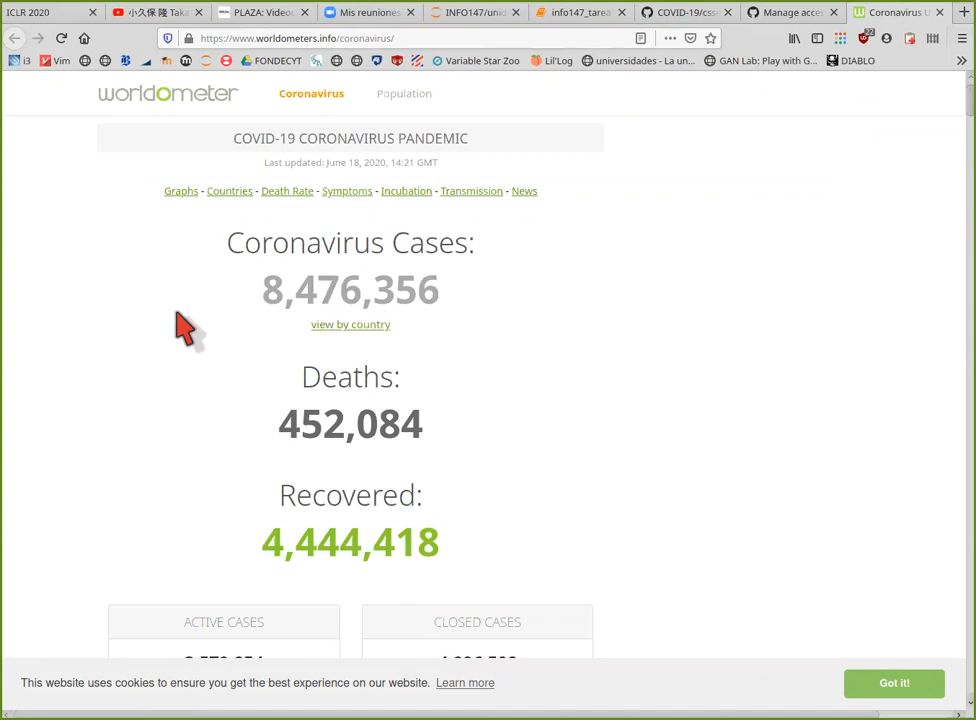 ICLR 2020
小久保 隆 Tak
PLAZA: Videoc
Mis reuniones
INFO147/unid
info147_tarea
COVID-19/css
Manage acces
Coronavirus U
https://www.worldometers.info/coronavirus/
i3
Vim
FONDECYT
Variable Star Zoo
Lil'Log
universidades - La un...
GAN Lab: Play with G...
DIABLO
worldometer
Coronavirus
Population
COVID-19 CORONAVIRUS PANDEMIC
Last updated: June 18, 2020, 14:21 GMT
Graphs - Countries - Death Rate - Symptoms - Incubation - Transmission - News
Coronavirus Cases:
8,476,356
view by country
Deaths:
452,084
Recovered:
4,444,418
ACTIVE CASES
CLOSED CASES
This website uses cookies to ensure you get the best experience on our website. Learn more
Got it!